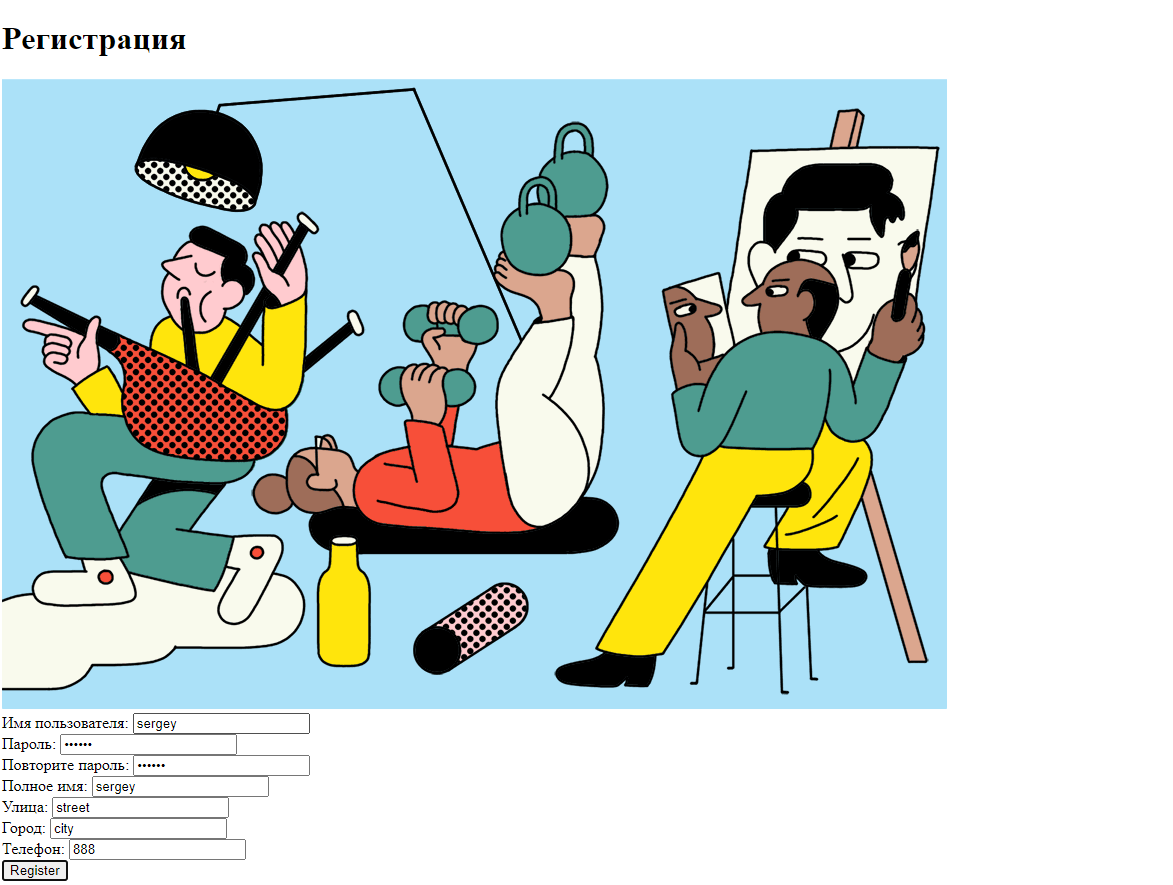 Регистрация
Имя пользователя: sergey
Пароль: ••••••
Повторите пароль: ••••••
Полное имя: sergey
Улица: street
Город: city
Телефон: 888
Register